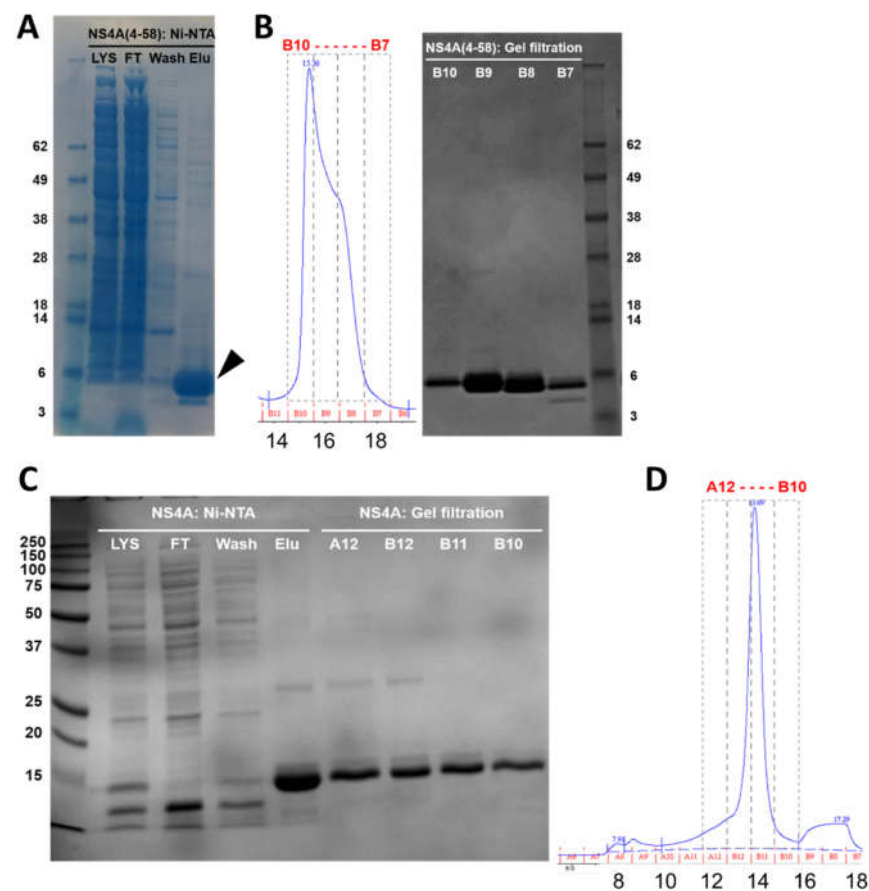 A
NS4A(4-58): Ni-NTA
LYS FT Wash Elu
62
49
38
28
18
14
6
3
B
B10 - - - - - - B7
B11 B10 B9 B8 B7
14 16 18
NS4A(4-58): Gel filtration
B10 B9 B8 B7
62
49
38
28
18
14
6
3
C
NS4A: Ni-NTA
NS4A: Gel filtration
LYS FT Wash Elu A12 B12 B11 B10
250
150
100
75
50
37
25
20
15
D
A12 - - - - B10
17.29
A8 A9 A10 A11 A12 B12 B11 B10 B9 B8 B7
8 10 12 14 16 18